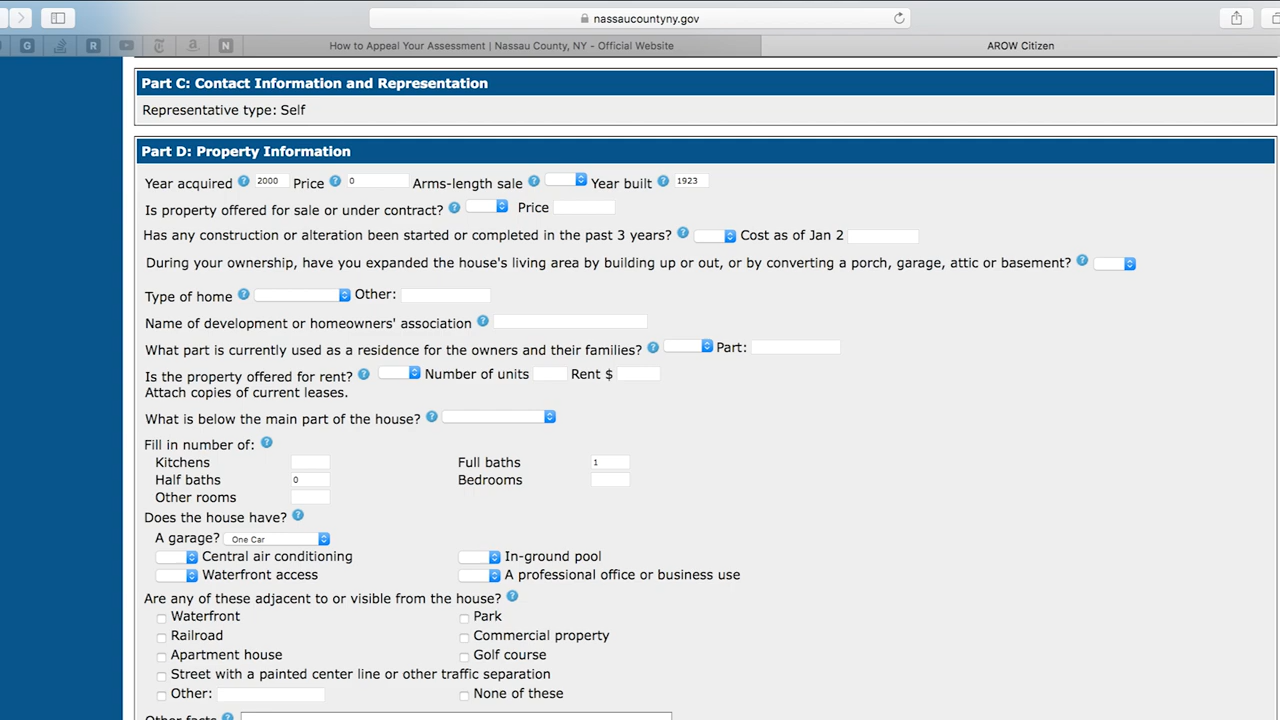 nassaucountyny.gov
G R N
How to Appeal Your Assessment | Nassau County, NY - Official Website
AROW Citizen
Part C: Contact Information and Representation
Representative type: Self
Part D: Property Information
Year acquired ? 2000 Price ? 0 Arms-length sale ? Year built ? 1923
Is property offered for sale or under contract? ? Price
Has any construction or alteration been started or completed in the past 3 years? ? Cost as of Jan 2
During your ownership, have you expanded the house's living area by building up or out, or by converting a porch, garage, attic or basement? ?
Type of home ? Other:
Name of development or homeowners' association ?
What part is currently used as a residence for the owners and their families? ? Part:
Is the property offered for rent? ? Number of units Rent $
Attach copies of current leases.
What is below the main part of the house? ?
Fill in number of: ?
Kitchens Full baths 1
Half baths 0 Bedrooms
Other rooms
Does the house have? ?
A garage? One Car
Central air conditioning In-ground pool
Waterfront access A professional office or business use
Are any of these adjacent to or visible from the house? ?
Waterfront Park
Railroad Commercial property
Apartment house Golf course
Street with a painted center line or other traffic separation
Other: None of these
Other facts ?